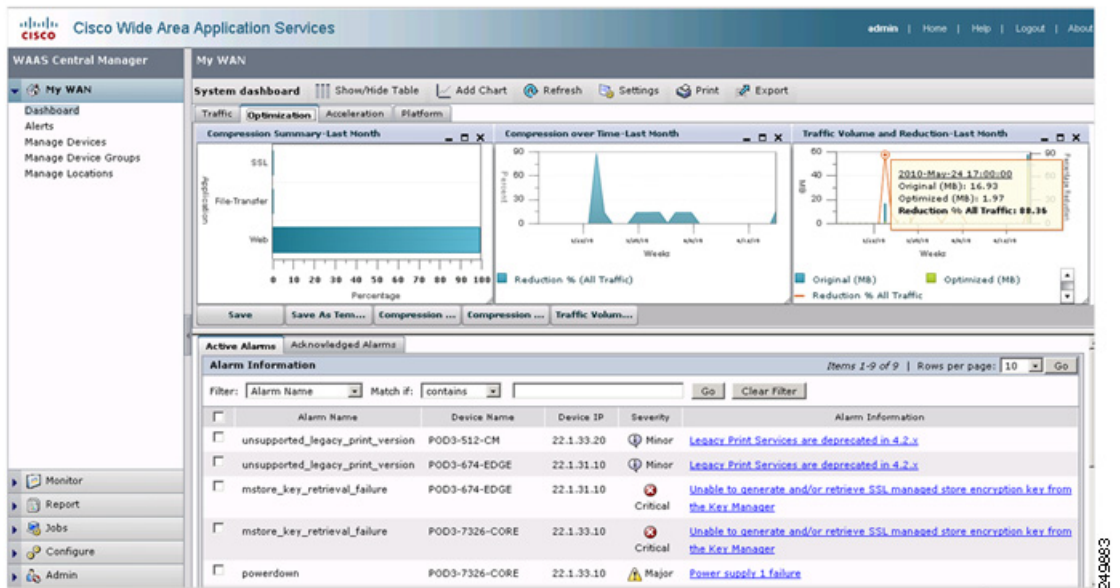 cisco Cisco Wide Area Application Services
admin | Home | Help | Logout | About
WAAS Central Manager
My WAN
My WAN
Dashboard
Alerts
Manage Devices
Manage Device Groups
Manage Locations
Monitor
Report
Jobs
Configure
Admin
System dashboard Show/Hide Table Add Chart Refresh Settings Print Export
Traffic Optimization Acceleration Platform
Compression Summary-Last Month
Application
SSL
File-Transfer
Web
0 10 20 30 40 50 60 70 80 90 100
Percentage
Compression over Time-Last Month
Percent
90
60
30
0
Weeks
Reduction % (All Traffic)
Traffic Volume and Reduction-Last Month
MB
60
40
20
0
90
Percentage Reduction
2010-May-24 17:00:00
Original (MB): 16.93
Optimized (MB): 1.97
Reduction % All Traffic: 88.36
Weeks
Original (MB) Optimized (MB)
Reduction % All Traffic
Save Save As Tem... Compression ... Compression ... Traffic Volum...
Active Alarms Acknowledged Alarms
Alarm Information Items 1-9 of 9 | Rows per page: 10 Go
Filter: Alarm Name Match if: contains Go Clear Filter
Alarm Name Device Name Device IP Severity Alarm Information
unsupported_legacy_print_version POD3-512-CM 22.1.33.20 Minor Legacy Print Services are deprecated in 4.2.x
unsupported_legacy_print_version POD3-674-EDGE 22.1.31.10 Minor Legacy Print Services are deprecated in 4.2.x
mstore_key_retrieval_failure POD3-674-EDGE 22.1.31.10 Critical Unable to generate and/or retrieve SSL managed store encryption key from
the Key Manager
mstore_key_retrieval_failure POD3-7326-CORE 22.1.33.10 Critical Unable to generate and/or retrieve SSL managed store encryption key from
the Key Manager
powerdown POD3-7326-CORE 22.1.33.10 Major Power supply 1 failure
299883